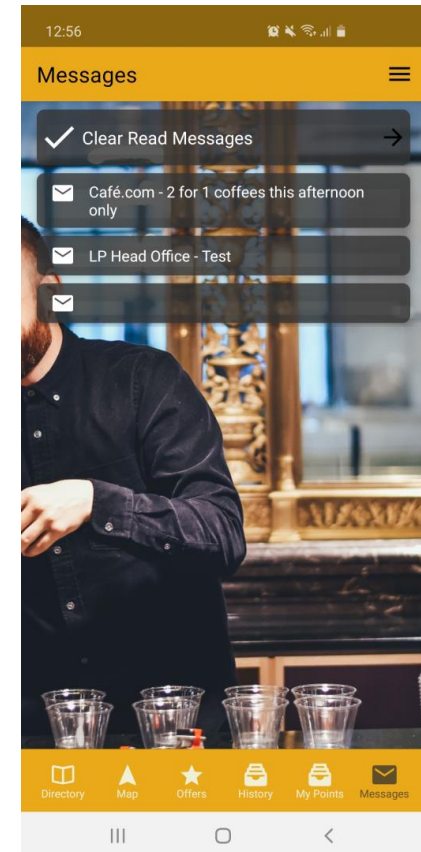 12:56
Messages
Clear Read Messages
Café.com - 2 for 1 coffees this afternoon
only
LP Head Office - Test
Directory
Map
Offers
History
My Points
Messages